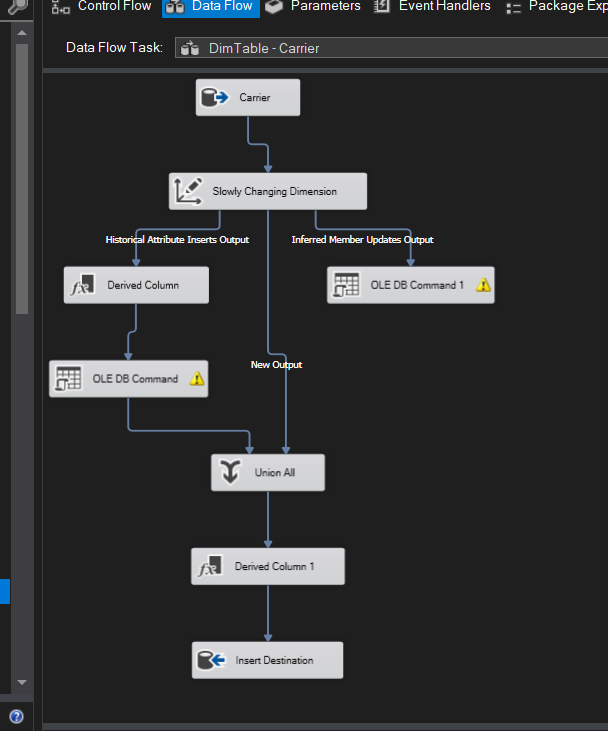 Control Flow
Data Flow
Parameters
Event Handlers
Package Exp
Data Flow Task:
DimTable - Carrier
Carrier
Slowly Changing Dimension
Historical Attribute Inserts Output
Inferred Member Updates Output
Derived Column
OLE DB Command 1
New Output
OLE DB Command
Union All
Derived Column 1
Insert Destination